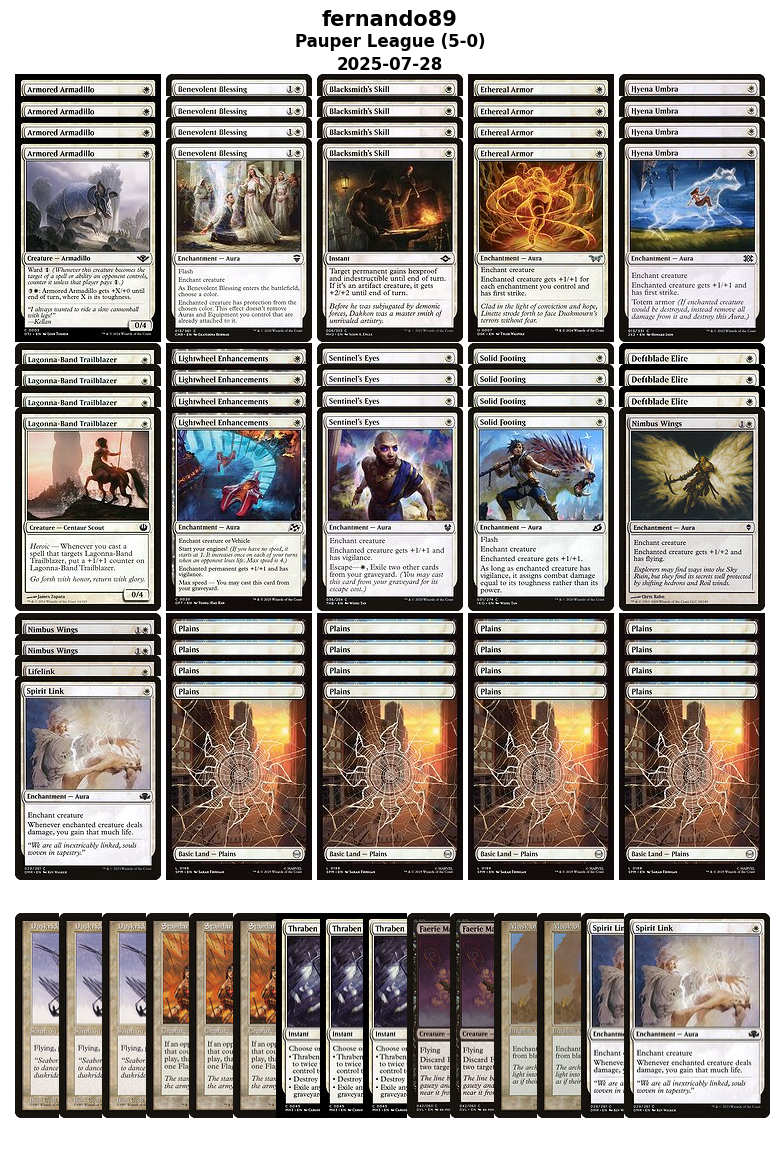 fernando89
Pauper League (5-0)
2025-07-28
Armored Armadillo
Armored Armadillo
Armored Armadillo
Armored Armadillo
Creature — Armadillo
Ward 1 (Whenever this creature becomes the
target of a spell or ability an opponent controls,
counter it unless that player pays 1.)
3: Armored Armadillo gets +X/+0 until
end of turn, where X is its toughness.
"I always wanted to ride a slow cannonball
with legs!"
—Kellan
0/4
Benevolent Blessing
Benevolent Blessing
Benevolent Blessing
Benevolent Blessing
Enchantment — Aura
Flash
Enchant creature
As Benevolent Blessing enters the battlefield,
choose a color.
Enchanted creature has protection from the
chosen color. This effect doesn't remove
Auras and Equipment you control that are
already attached to it.
Blacksmith's Skill
Blacksmith's Skill
Blacksmith's Skill
Blacksmith's Skill
Instant
Target permanent gains hexproof
and indestructible until end of turn.
If it's an artifact creature, it gets
+2/+2 until end of turn.
Before he was subjugated by demonic
forces, Dakkon was a master smith of
unrivaled artistry.
Ethereal Armor
Ethereal Armor
Ethereal Armor
Ethereal Armor
Enchantment — Aura
Enchant creature
Enchanted creature gets +1/+1 for
each enchantment you control and
has first strike.
Clad in the light of conviction and hope,
Linette strode forth to face Duskmourn's
terrors without fear.
Hyena Umbra
Hyena Umbra
Hyena Umbra
Hyena Umbra
Enchantment — Aura
Enchant creature
Enchanted creature gets +1/+1 and
has first strike.
Totem armor (If enchanted creature
would be destroyed, instead remove all
damage from it and destroy this Aura.)
Lagonna-Band Trailblazer
Lagonna-Band Trailblazer
Lagonna-Band Trailblazer
Lagonna-Band Trailblazer
Creature — Centaur Scout
Heroic — Whenever you cast a
spell that targets Lagonna-Band
Trailblazer, put a +1/+1 counter on
Lagonna-Band Trailblazer.
Go forth with honor, return with glory.
0/4
Lightwheel Enhancements
Lightwheel Enhancements
Lightwheel Enhancements
Lightwheel Enhancements
Enchantment — Aura
Enchant creature or Vehicle
Start your engines! (If you have no speed, it
starts at 1. It increases once on each of your turns
when an opponent loses life. Max speed is 4.)
Enchanted permanent gets +1/+1 and has
vigilance.
Max speed — You may cast this card from
your graveyard.
Sentinel's Eyes
Sentinel's Eyes
Sentinel's Eyes
Sentinel's Eyes
Enchantment — Aura
Enchant creature
Enchanted creature gets +1/+1 and
has vigilance.
Escape—, Exile two other cards
from your graveyard. (You may cast
this card from your graveyard for its
escape cost.)
Solid Footing
Solid Footing
Solid Footing
Solid Footing
Enchantment — Aura
Flash
Enchant creature
Enchanted creature gets +1/+1.
As long as enchanted creature has
vigilance, it assigns combat damage
equal to its toughness rather than its
power.
Deftblade Elite
Deftblade Elite
Deftblade Elite
Nimbus Wings 1
Enchantment — Aura
Enchant creature
Enchanted creature gets +1/+2 and
has flying.
Explorers may find ways into the Sky
Ruin, but they find its secrets well protected
by shifting hedrons and Roil winds.
Nimbus Wings 1
Nimbus Wings 1
Lifelink
Spirit Link
Enchantment — Aura
Enchant creature
Whenever enchanted creature deals
damage, you gain that much life.
"We are all inextricably linked, souls
woven in tapestry."
Plains
Plains
Plains
Plains
Basic Land — Plains
Plains
Plains
Plains
Plains
Basic Land — Plains
Plains
Plains
Plains
Plains
Basic Land — Plains
Plains
Plains
Plains
Plains
Basic Land — Plains
Thraben
Instant
Thraben
Instant
Thraben
Instant
Choose o
Faerie Ma
Creature —
Flying
Faerie Ma
Creature —
Flying
Spirit Lin
Spirit Link
Enchantment — Aura
Enchant creature
Whenever enchanted creature deals
damage, you gain that much life.
"We are all inextricably linked, souls
woven in tapestry."